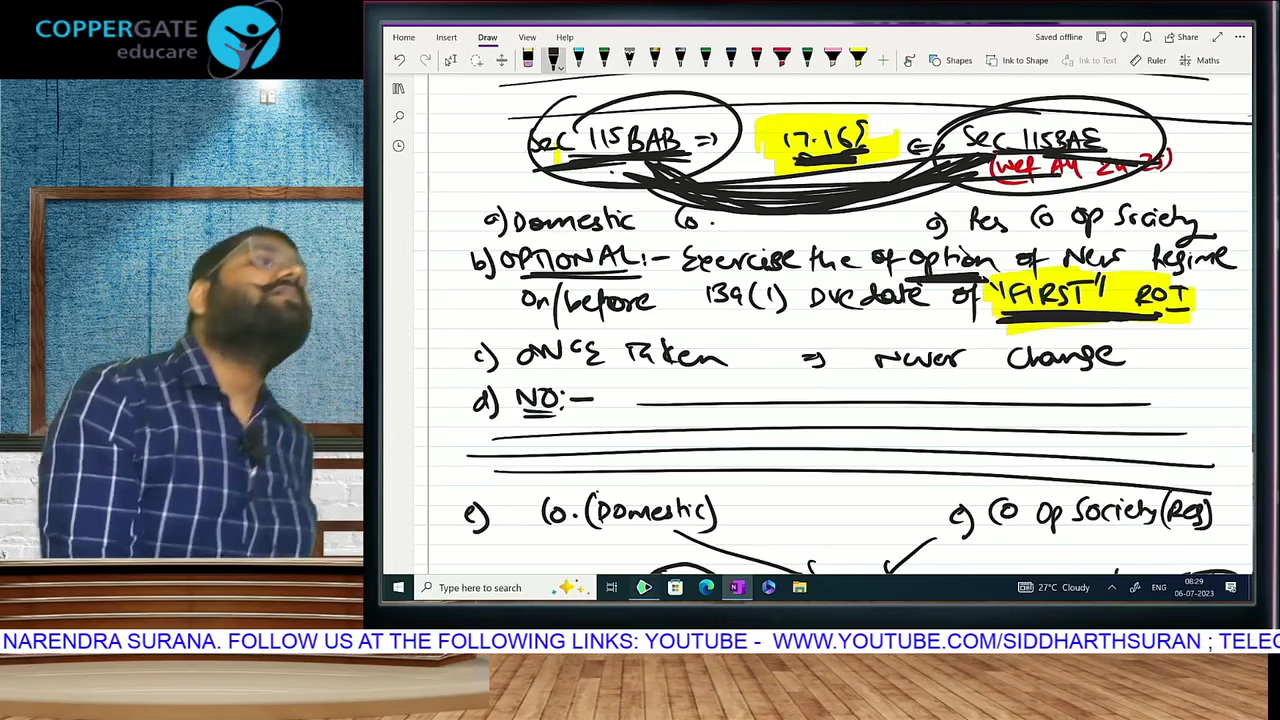 COPPERGATE
educare
Home Insert Draw View Help
Saved offline
Share
Shapes Ink to Shape Ink to Text Ruler Maths
Sec 115BAB ⇒ 17.16% ⇐ Sec 115BAE
(wef AY 24 25)
a) Domestic Co. a) Res Co Op Society
b) OPTIONAL:- Exercise the of option of New Regime
on/before 139(1) Due date of "FIRST" ROI
c) ONCE Taken ⇒ Never Change
d) NO:-
e) Co. (Domestic) e) Co Op Society (Res)
Type here to search
27°C Cloudy
ENG
08:29
06-07-2023
NARENDRA SURANA. FOLLOW US AT THE FOLLOWING LINKS: YOUTUBE - WWW.YOUTUBE.COM/SIDDHARTHSURAN ; TELEG